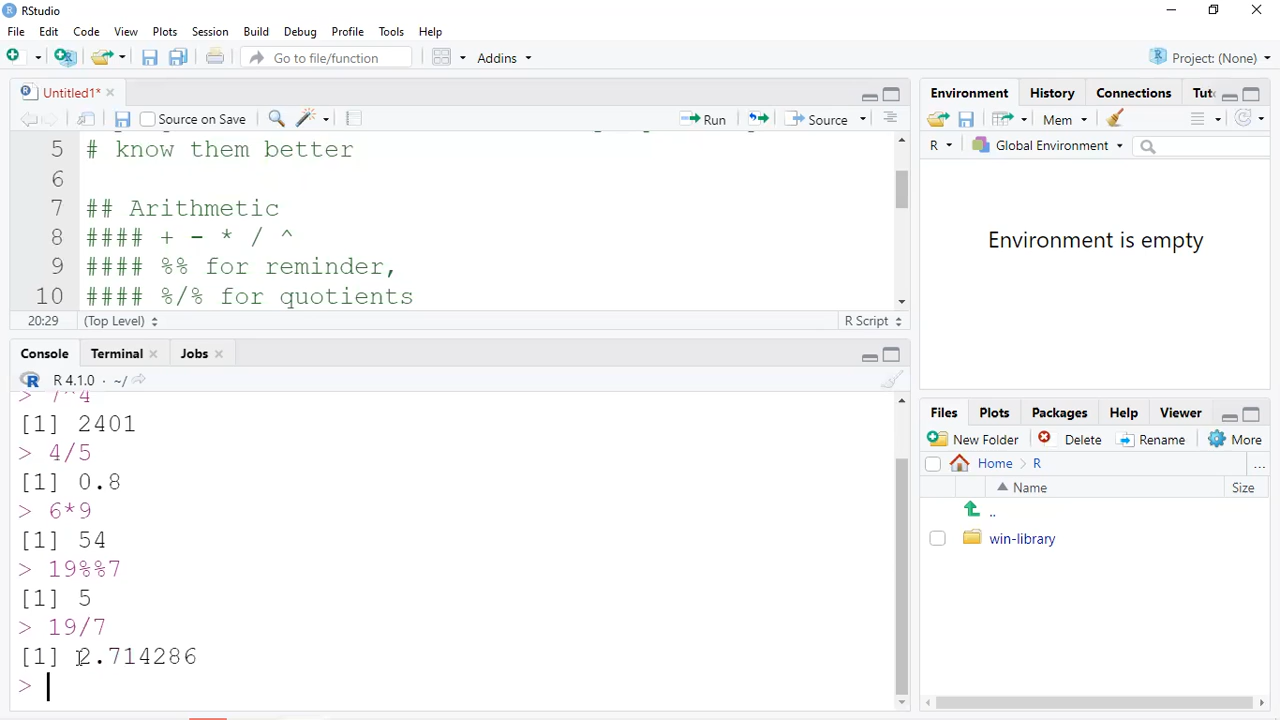 RStudio
File Edit Code View Plots Session Build Debug Profile Tools Help
Go to file/function Addins Project: (None)
Untitled1*
Source on Save Run Source
5 # know them better
6
7 ## Arithmetic
8 #### + - * / ^
9 #### %% for reminder,
10 #### %/% for quotients
20:29 (Top Level) R Script
Console Terminal Jobs
R 4.1.0 · ~/
> 7^4
[1] 2401
> 4/5
[1] 0.8
> 6*9
[1] 54
> 19%%7
[1] 5
> 19/7
[1] 2.714286
>
Environment History Connections Tut
Mem
R Global Environment
Environment is empty
Files Plots Packages Help Viewer
New Folder Delete Rename More
Home R ...
Name Size
..
win-library